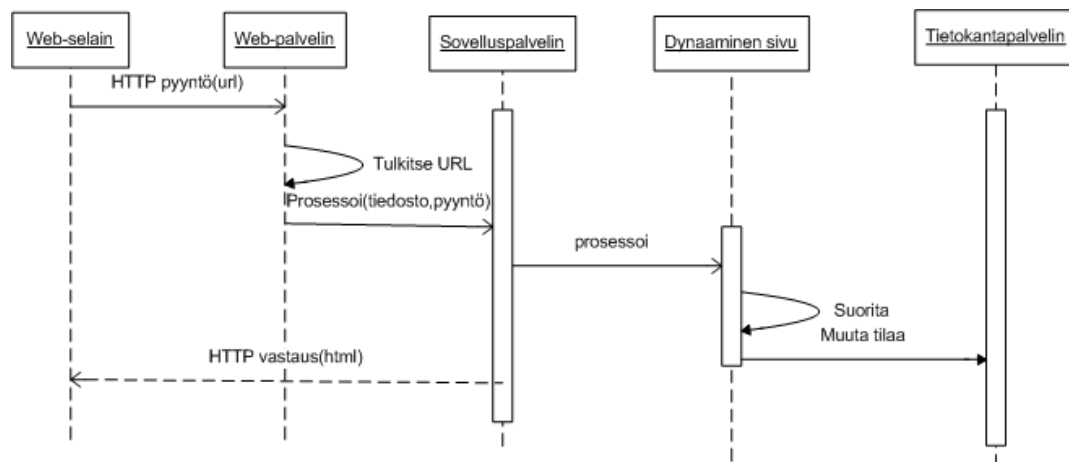 Web-selain
Web-palvelin
Sovelluspalvelin
Dynaaminen sivu
Tietokantapalvelin
HTTP pyyntö(url)
Tulkitse URL
Prosessoi(tiedosto,pyyntö)
prosessoi
Suorita
Muuta tilaa
HTTP vastaus(html)